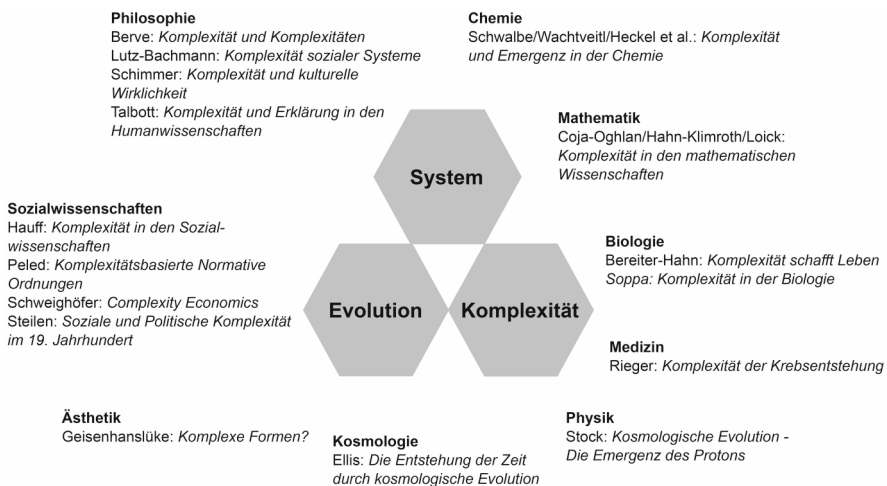 Philosophie
Berve: Komplexität und Komplexitäten
Lutz-Bachmann: Komplexität sozialer Systeme
Schimmer: Komplexität und kulturelle
Wirklichkeit
Talbott: Komplexität und Erklärung in den
Humanwissenschaften
Chemie
Schwalbe/Wachtveitl/Heckel et al.: Komplexität
und Emergenz in der Chemie
Mathematik
Coja-Oghlan/Hahn-Klimroth/Loick:
Komplexität in den mathematischen
Wissenschaften
System
Sozialwissenschaften
Hauff: Komplexität in den Sozial-
wissenschaften
Peled: Komplexitätsbasierte Normative
Ordnungen
Schweighöfer: Complexity Economics
Steilen: Soziale und Politische Komplexität
im 19. Jahrhundert
Evolution
Komplexität
Biologie
Bereiter-Hahn: Komplexität schafft Leben
Soppa: Komplexität in der Biologie
Medizin
Rieger: Komplexität der Krebsentstehung
Ästhetik
Geisenhanslüke: Komplexe Formen?
Kosmologie
Ellis: Die Entstehung der Zeit
durch kosmologische Evolution
Physik
Stock: Kosmologische Evolution -
Die Emergenz des Protons